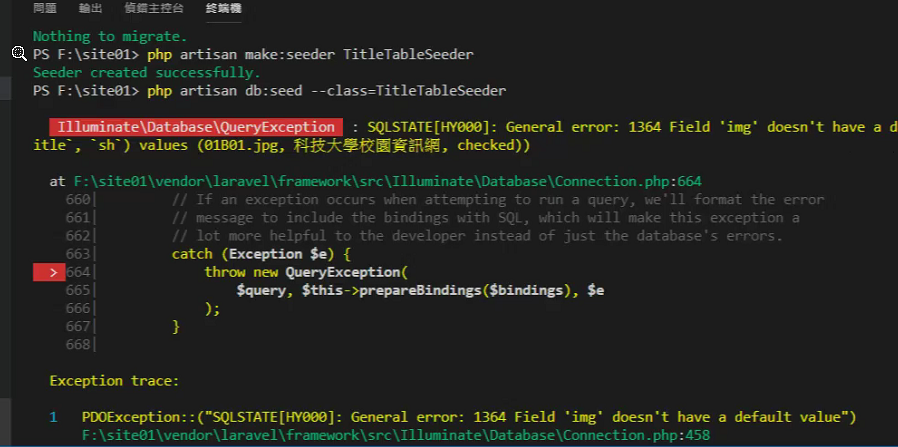 問題 輸出 偵錯主控台 終端機
Nothing to migrate.
PS F:\site01> php artisan make:seeder TitleTableSeeder
Seeder created successfully.
PS F:\site01> php artisan db:seed --class=TitleTableSeeder
Illuminate\Database\QueryException : SQLSTATE[HY000]: General error: 1364 Field 'img' doesn't have a d
itle`, `sh`) values (01B01.jpg, 科技大學校園資訊網, checked))
at F:\site01\vendor\laravel\framework\src\Illuminate\Database\Connection.php:664
660| // If an exception occurs when attempting to run a query, we'll format the error
661| // message to include the bindings with SQL, which will make this exception a
662| // lot more helpful to the developer instead of just the database's errors.
663| catch (Exception $e) {
> 664| throw new QueryException(
665| $query, $this->prepareBindings($bindings), $e
666| );
667| }
668|
Exception trace:
1 PDOException::("SQLSTATE[HY000]: General error: 1364 Field 'img' doesn't have a default value")
F:\site01\vendor\laravel\framework\src\Illuminate\Database\Connection.php:458